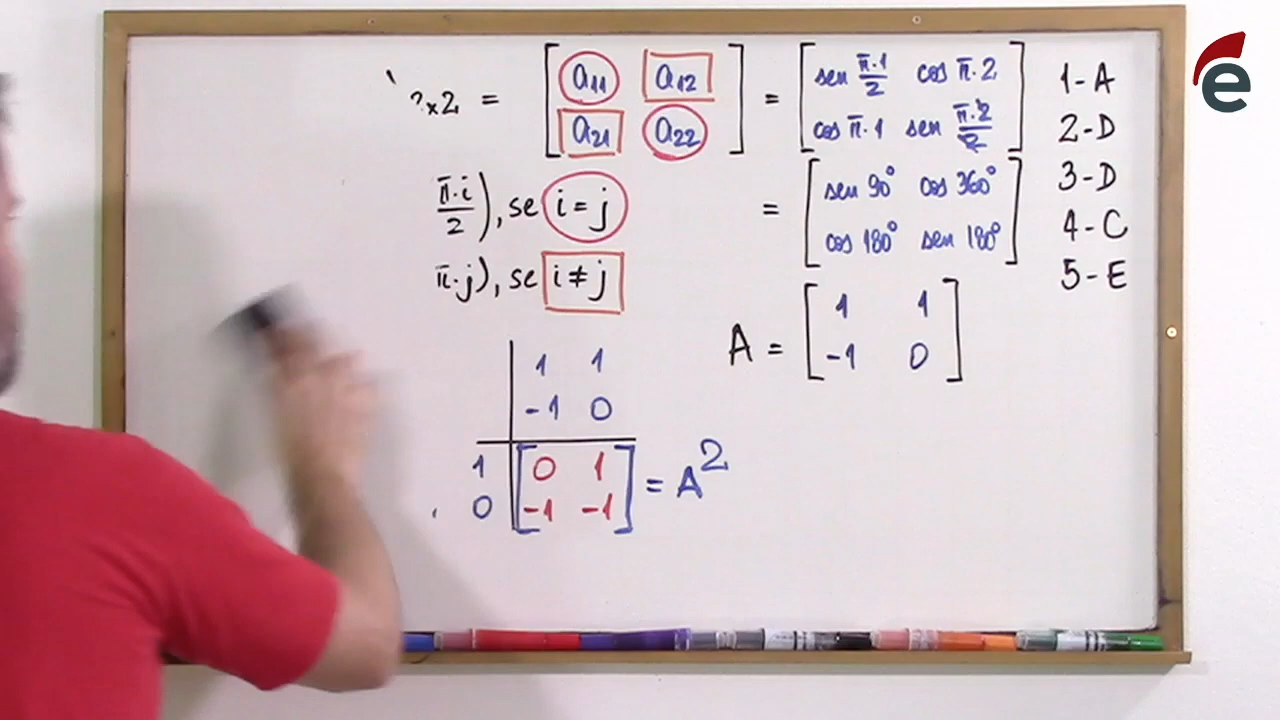 2x2 = [ a11 a12 ] = [ sen π·1/2 cos π·2 ]
[ a21 a22 ] [ cos π·1 sen π·2/2 ]
π·i/2), se i = j
π·j), se i ≠ j
= [ sen 90° cos 360° ]
[ cos 180° sen 180° ]
A = [ 1 1 ]
[ -1 0 ]
1 1
-1 0
1 [ 0 1 ] = A²
0 [ -1 -1 ]
1-A
2-D
3-D
4-C
5-E
e